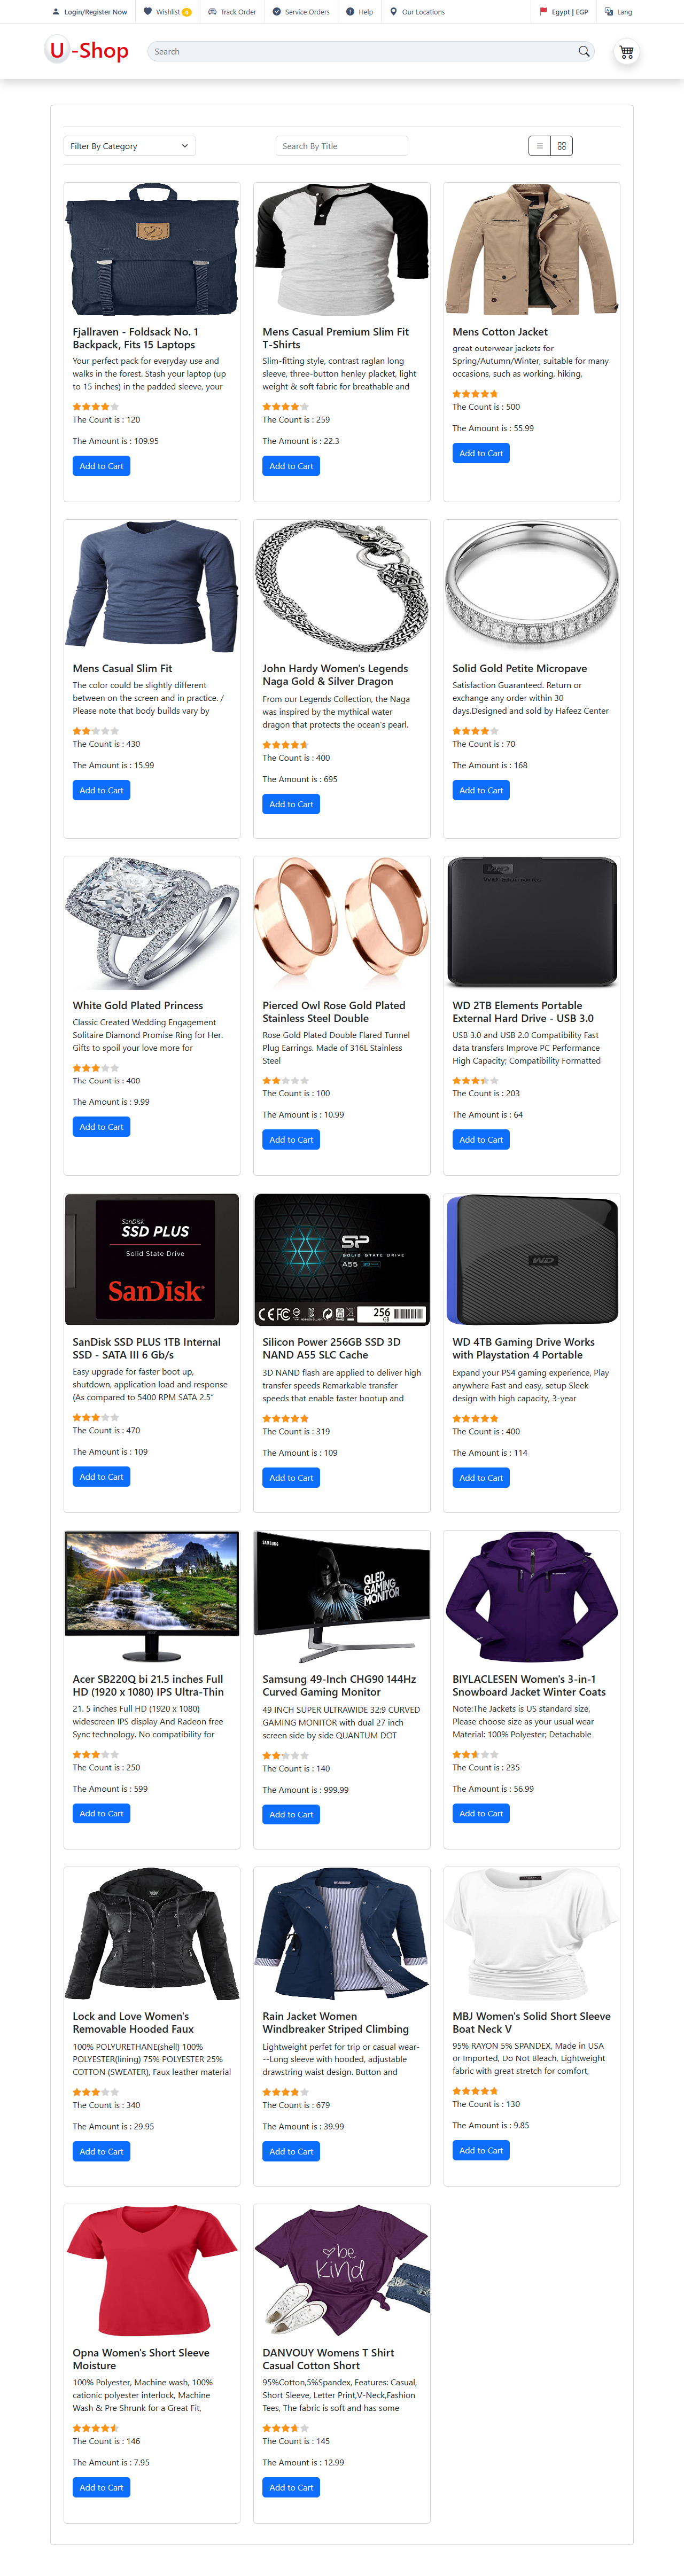 Login/Register Now
Wishlist 0
Track Order
Service Orders
Help
Our Locations
Egypt | EGP
Lang
U-Shop
Search
Filter By Category
Search By Title
Fjallraven - Foldsack No. 1
Backpack, Fits 15 Laptops
Your perfect pack for everyday use and
walks in the forest. Stash your laptop (up
to 15 inches) in the padded sleeve, your
The Count is : 120
The Amount is : 109.95
Add to Cart
Mens Casual Premium Slim Fit
T-Shirts
Slim-fitting style, contrast raglan long
sleeve, three-button henley placket, light
weight & soft fabric for breathable and
The Count is : 259
The Amount is : 22.3
Add to Cart
Mens Cotton Jacket
great outerwear jackets for
Spring/Autumn/Winter, suitable for many
occasions, such as working, hiking,
The Count is : 500
The Amount is : 55.99
Add to Cart
Mens Casual Slim Fit
The color could be slightly different
between on the screen and in practice. /
Please note that body builds vary by
The Count is : 430
The Amount is : 15.99
Add to Cart
John Hardy Women's Legends
Naga Gold & Silver Dragon
From our Legends Collection, the Naga
was inspired by the mythical water
dragon that protects the ocean's pearl.
The Count is : 400
The Amount is : 695
Add to Cart
Solid Gold Petite Micropave
Satisfaction Guaranteed. Return or
exchange any order within 30
days.Designed and sold by Hafeez Center
The Count is : 70
The Amount is : 168
Add to Cart
White Gold Plated Princess
Classic Created Wedding Engagement
Solitaire Diamond Promise Ring for Her.
Gifts to spoil your love more for
The Count is : 400
The Amount is : 9.99
Add to Cart
Pierced Owl Rose Gold Plated
Stainless Steel Double
Rose Gold Plated Double Flared Tunnel
Plug Earrings. Made of 316L Stainless
Steel
The Count is : 100
The Amount is : 10.99
Add to Cart
WD Elements
WD 2TB Elements Portable
External Hard Drive - USB 3.0
USB 3.0 and USB 2.0 Compatibility Fast
data transfers Improve PC Performance
High Capacity; Compatibility Formatted
The Count is : 203
The Amount is : 64
Add to Cart
SanDisk
SSD PLUS
Solid State Drive
SanDisk
SanDisk SSD PLUS 1TB Internal
SSD - SATA III 6 Gb/s
Easy upgrade for faster boot up,
shutdown, application load and response
(As compared to 5400 RPM SATA 2.5”
The Count is : 470
The Amount is : 109
Add to Cart
SP
SOLID STATE DRIVE
A55
256
GB
Silicon Power 256GB SSD 3D
NAND A55 SLC Cache
3D NAND flash are applied to deliver high
transfer speeds Remarkable transfer
speeds that enable faster bootup and
The Count is : 319
The Amount is : 109
Add to Cart
WD
WD 4TB Gaming Drive Works
with Playstation 4 Portable
Expand your PS4 gaming experience, Play
anywhere Fast and easy, setup Sleek
design with high capacity, 3-year
The Count is : 400
The Amount is : 114
Add to Cart
Acer SB220Q bi 21.5 inches Full
HD (1920 x 1080) IPS Ultra-Thin
21. 5 inches Full HD (1920 x 1080)
widescreen IPS display And Radeon free
Sync technology. No compatibility for
The Count is : 250
The Amount is : 599
Add to Cart
SAMSUNG
QLED
GAMING
MONITOR
Samsung 49-Inch CHG90 144Hz
Curved Gaming Monitor
49 INCH SUPER ULTRAWIDE 32:9 CURVED
GAMING MONITOR with dual 27 inch
screen side by side QUANTUM DOT
The Count is : 140
The Amount is : 999.99
Add to Cart
BIYLACLESEN Women's 3-in-1
Snowboard Jacket Winter Coats
Note:The Jackets is US standard size,
Please choose size as your usual wear
Material: 100% Polyester; Detachable
The Count is : 235
The Amount is : 56.99
Add to Cart
Lock and Love Women's
Removable Hooded Faux
100% POLYURETHANE(shell) 100%
POLYESTER(lining) 75% POLYESTER 25%
COTTON (SWEATER), Faux leather material
The Count is : 340
The Amount is : 29.95
Add to Cart
Rain Jacket Women
Windbreaker Striped Climbing
Lightweight perfet for trip or casual wear-
--Long sleeve with hooded, adjustable
drawstring waist design. Button and
The Count is : 679
The Amount is : 39.99
Add to Cart
MBJ Women's Solid Short Sleeve
Boat Neck V
95% RAYON 5% SPANDEX, Made in USA
or Imported, Do Not Bleach, Lightweight
fabric with great stretch for comfort,
The Count is : 130
The Amount is : 9.85
Add to Cart
Opna Women's Short Sleeve
Moisture
100% Polyester, Machine wash, 100%
cationic polyester interlock, Machine
Wash & Pre Shrunk for a Great Fit,
The Count is : 146
The Amount is : 7.95
Add to Cart
be
kind
DANVOUY Womens T Shirt
Casual Cotton Short
95%Cotton,5%Spandex, Features: Casual,
Short Sleeve, Letter Print,V-Neck,Fashion
Tees, The fabric is soft and has some
The Count is : 145
The Amount is : 12.99
Add to Cart